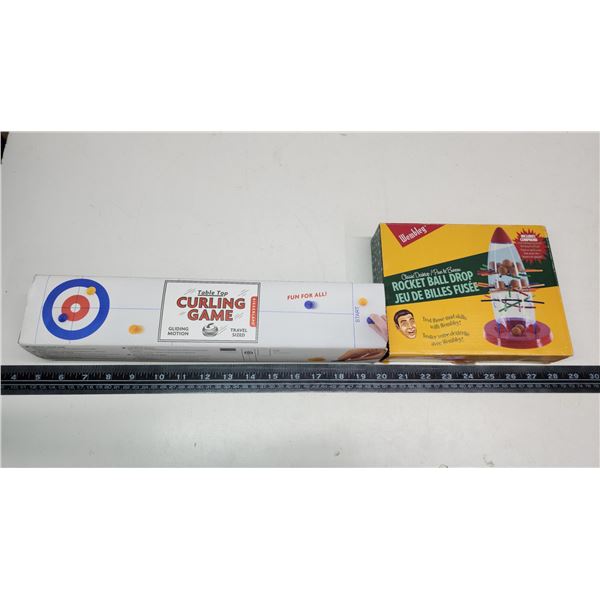 Table Top
CURLING
GAME
GLIDING
MOTION
TRAVEL
SIZED
FUN FOR ALL!
START
Wembley
Classic Desktop / Pour le Bureau
ROCKET BALL DROP
JEU DE BILLES FUSÉE
Test those mad skills
with Wembley!
Testez votre dextérité
avec Wembley!
4 5 6 7 8 9 10 11 12 13 14 15 16 17 18 19 20 21 22 23 24 25 26 27 28 29 30